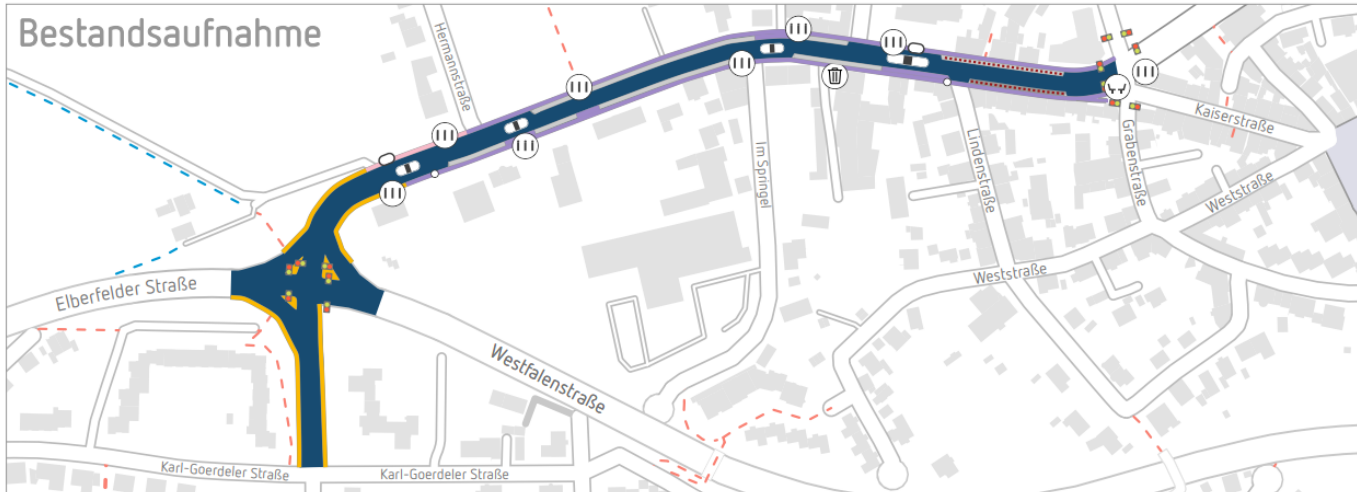 Bestandsaufnahme
Hermannstraße
Kaiserstraße
Grabenstraße
Lindenstraße
Im Springel
Weststraße
Weststraße
Elberfelder Straße
Westfalenstraße
Karl-Goerdeler Straße
Karl-Goerdeler Straße